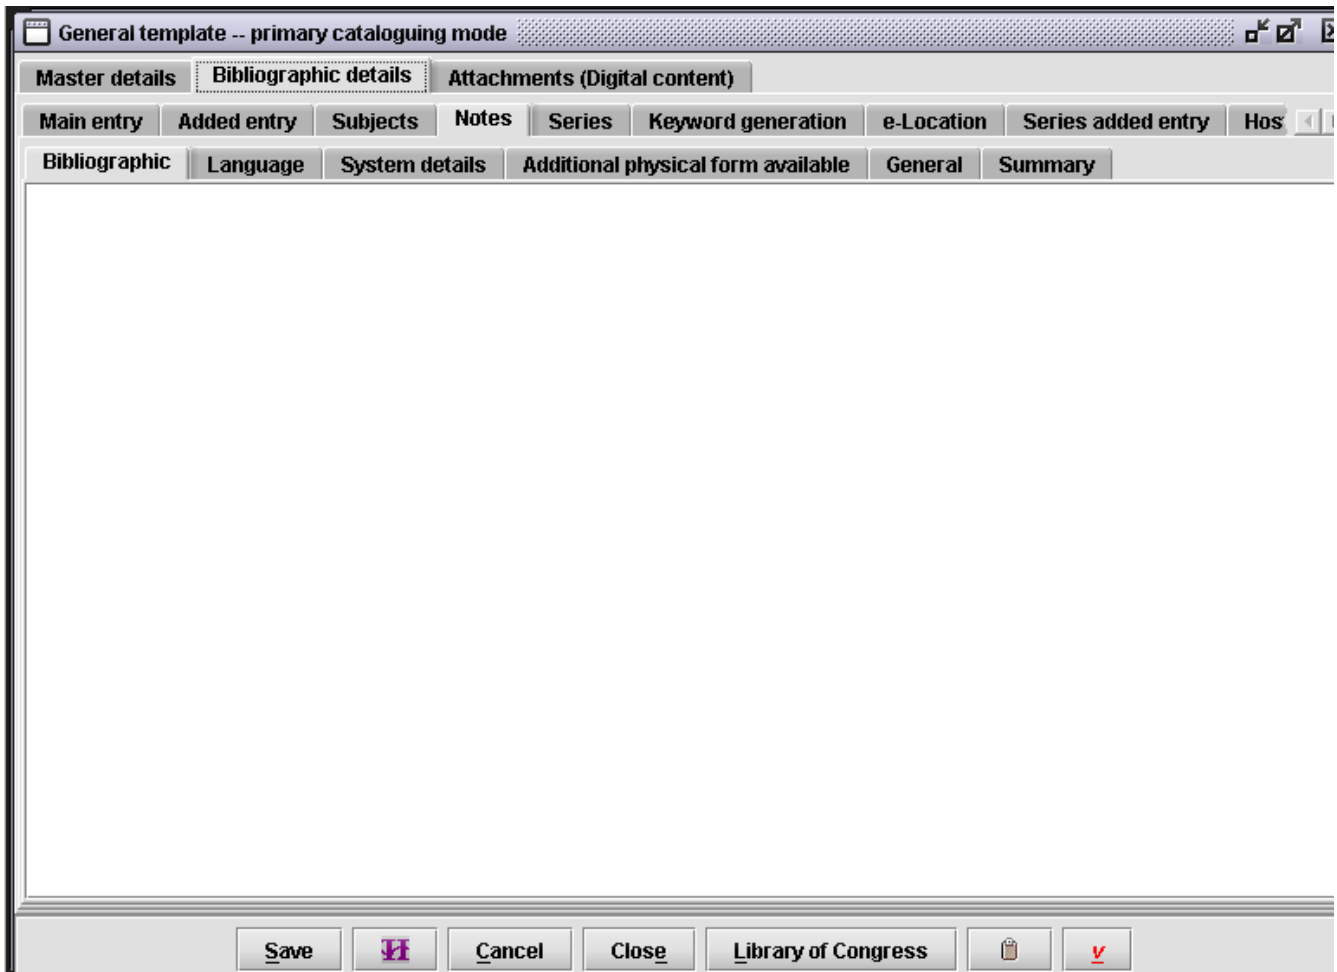 General template -- primary cataloguing mode
Master details Bibliographic details Attachments (Digital content)
Main entry Added entry Subjects Notes Series Keyword generation e-Location Series added entry Hos
Bibliographic Language System details Additional physical form available General Summary
Save Cancel Close Library of Congress v